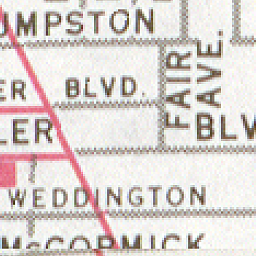 UMPSTON
ER BLVD.
FAIR AVE.
LER BLV
WEDDINGTON
McCORMICK